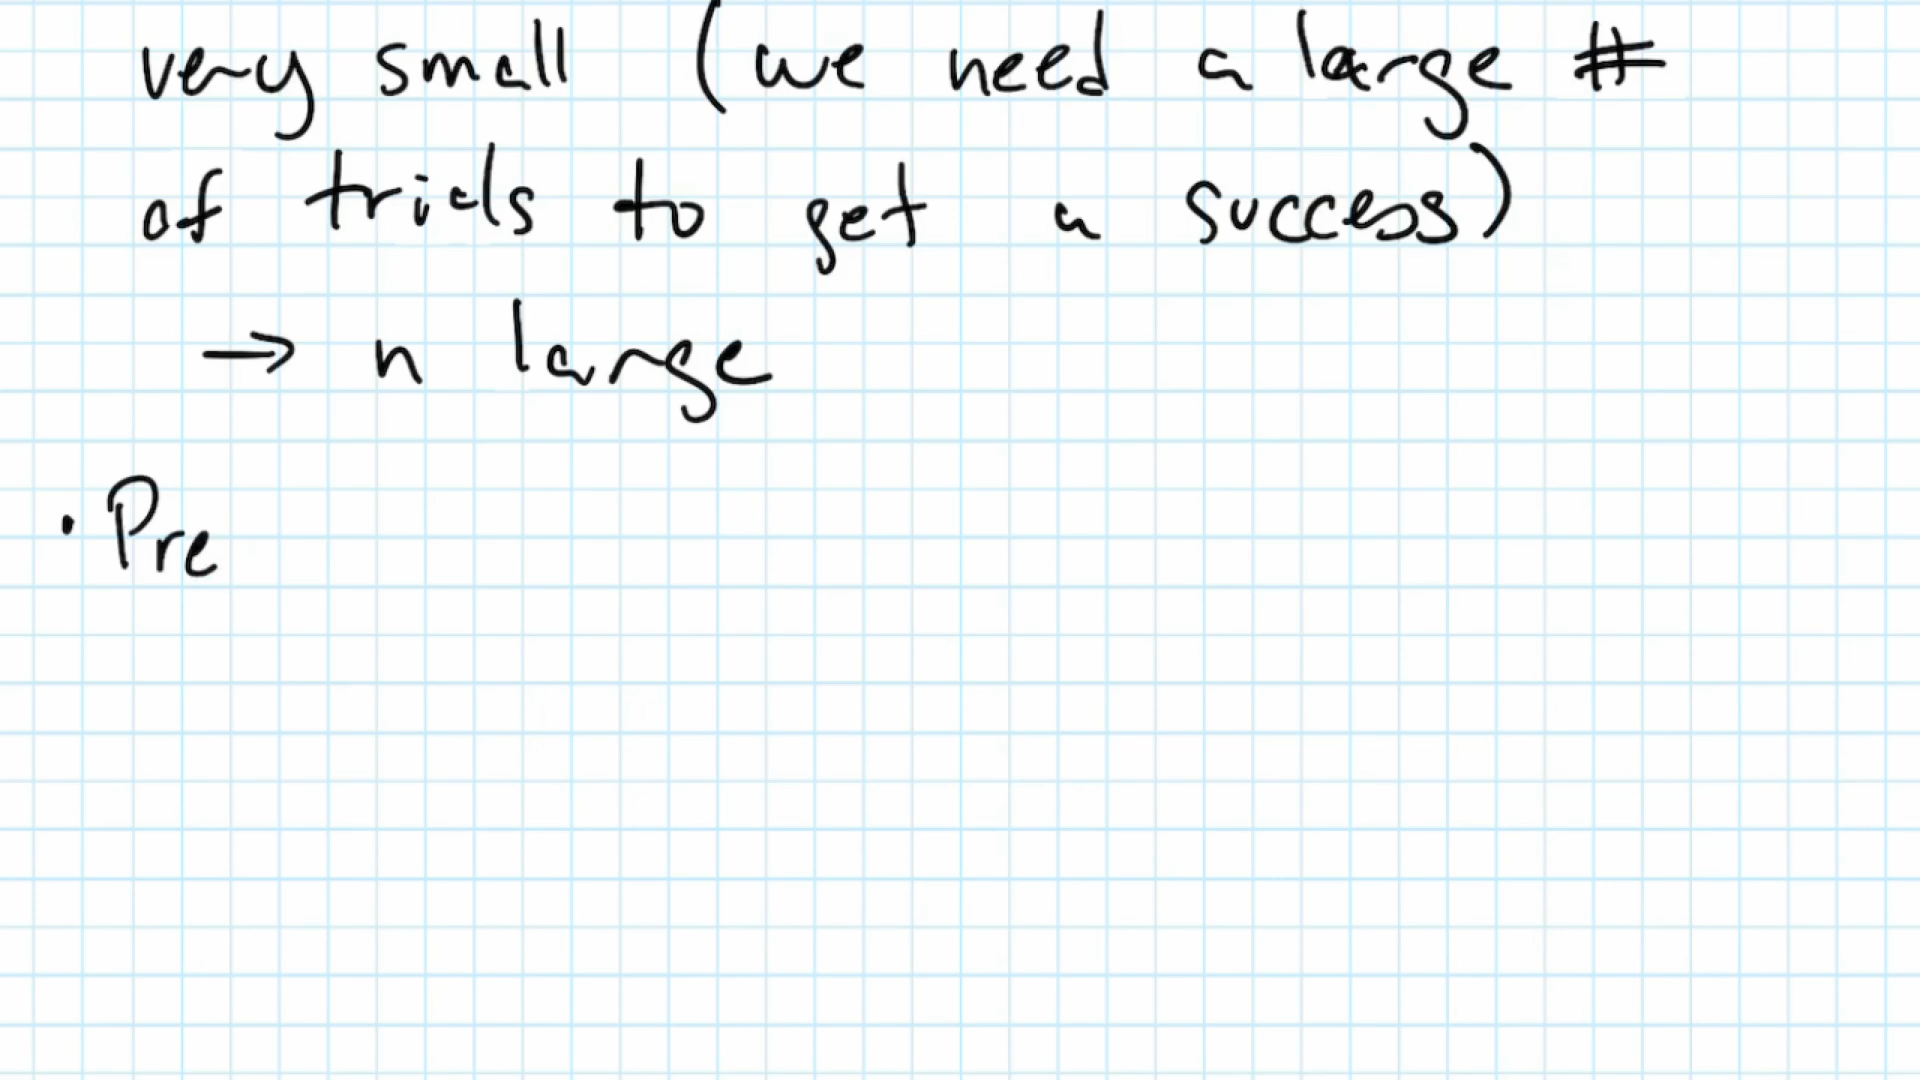 very small (we need a large #
of trials to get a success)
→ n large
· Pre